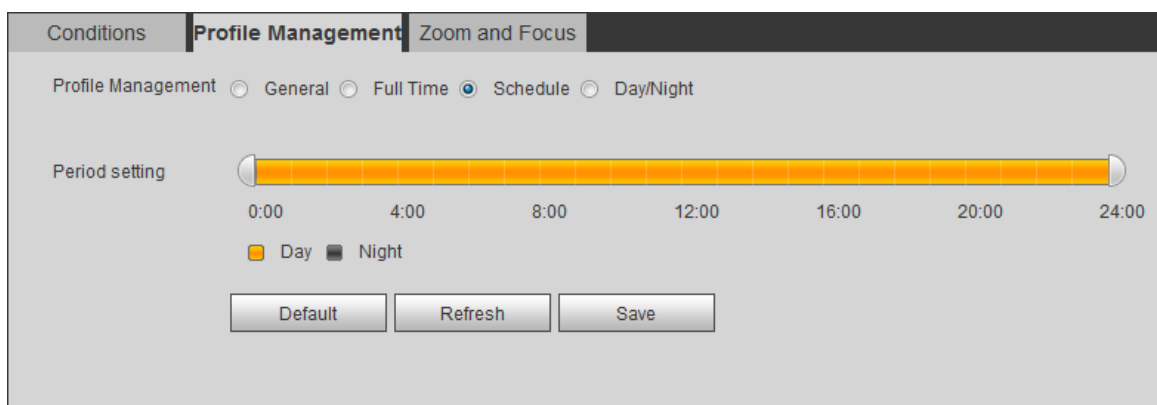 Conditions Profile Management Zoom and Focus
Profile Management General Full Time Schedule Day/Night
Period setting
0:00 4:00 8:00 12:00 16:00 20:00 24:00
Day Night
Default Refresh Save